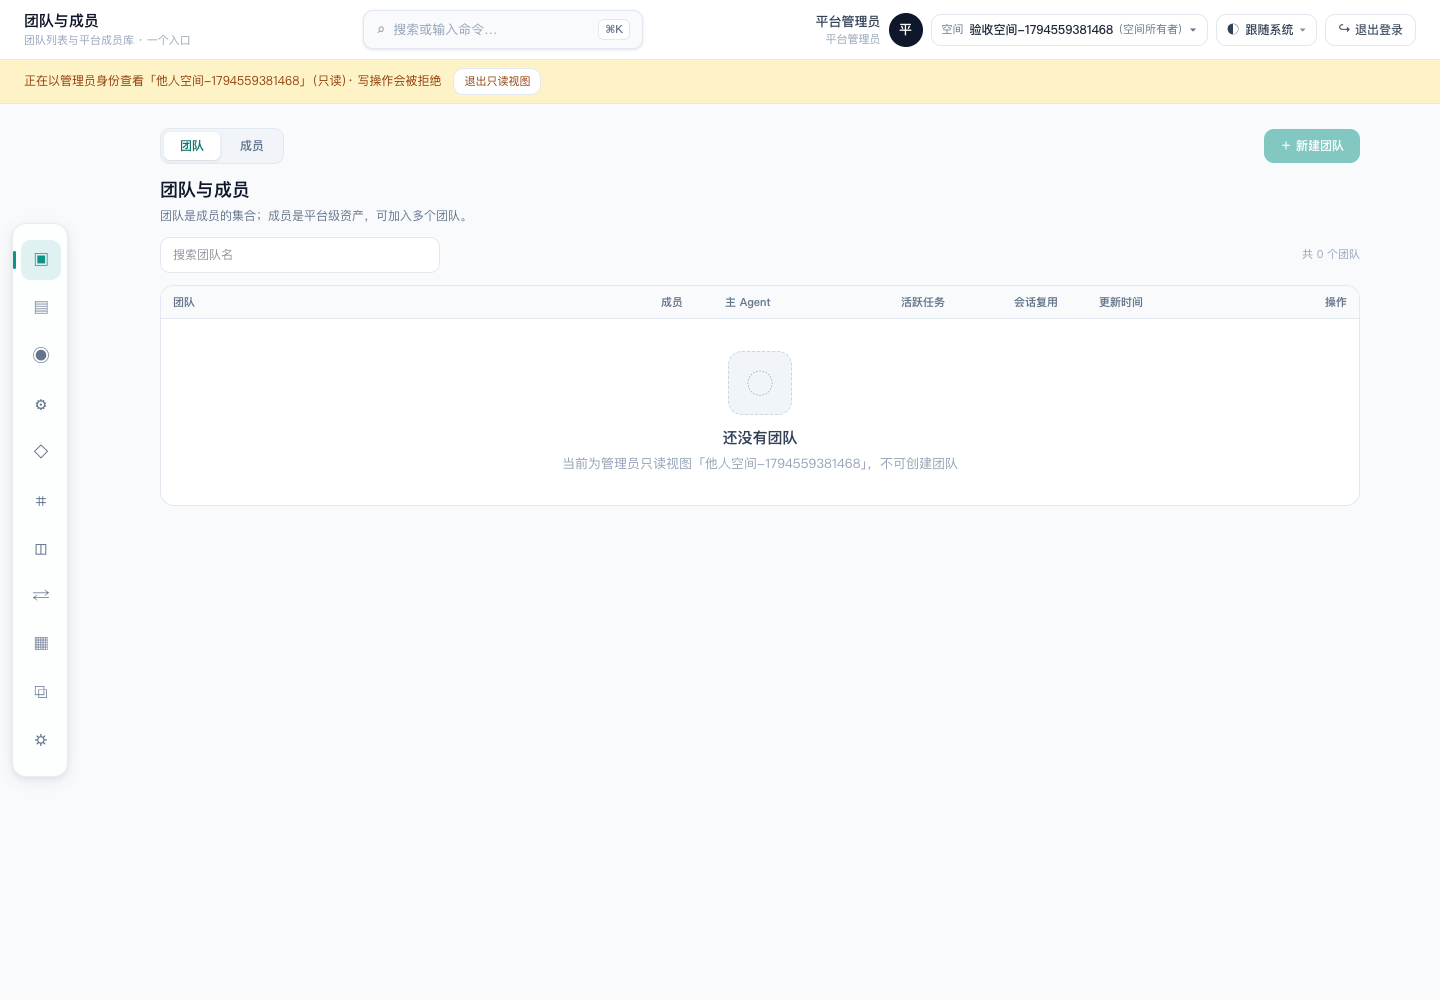 团队与成员
团队列表与平台成员库 · 一个入口
搜索或输入命令…
⌘K
平台管理员
平台管理员
平
空间 验收空间-1794559381468 (空间所有者)
跟随系统
退出登录
正在以管理员身份查看「他人空间-1794559381468」(只读) · 写操作会被拒绝
退出只读视图
团队
成员
+ 新建团队
团队与成员
团队是成员的集合；成员是平台级资产，可加入多个团队。
搜索团队名
共 0 个团队
团队 成员 主 Agent 活跃任务 会话复用 更新时间 操作
还没有团队
当前为管理员只读视图「他人空间-1794559381468」，不可创建团队